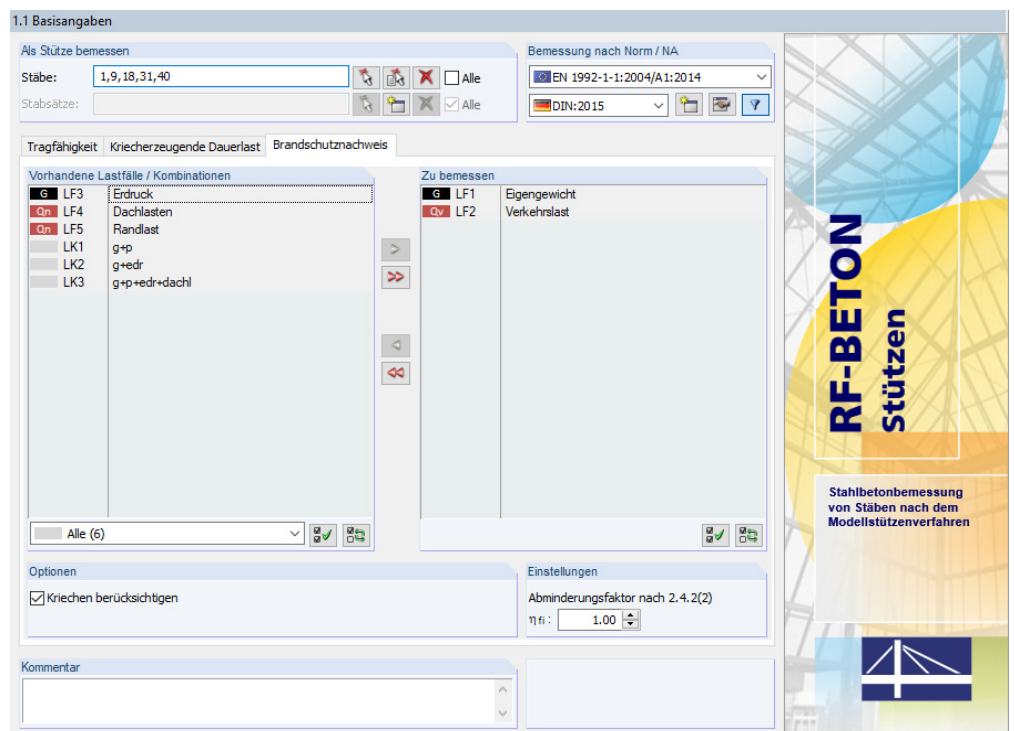 1.1 Basisangaben
Als Stütze bemessen
Stäbe: 1,9,18,31,40 Alle
Stabsätze: Alle
Bemessung nach Norm / NA
EN 1992-1-1:2004/A1:2014
DIN:2015
Tragfähigkeit Kriecherzeugende Dauerlast Brandschutznachweis
Vorhandene Lastfälle / Kombinationen
G LF3 Erdruck
Qn LF4 Dachlasten
Qn LF5 Randlast
LK1 g+p
LK2 g+edr
LK3 g+p+edr+dachl
Alle (6)
Zu bemessen
G LF1 Eigengewicht
Qv LF2 Verkehrslast
Optionen
Kriechen berücksichtigen
Einstellungen
Abminderungsfaktor nach 2.4.2(2)
ηfi: 1.00
Kommentar
RF-BETON
Stützen
Stahlbetonbemessung
von Stäben nach dem
Modellstützenverfahren